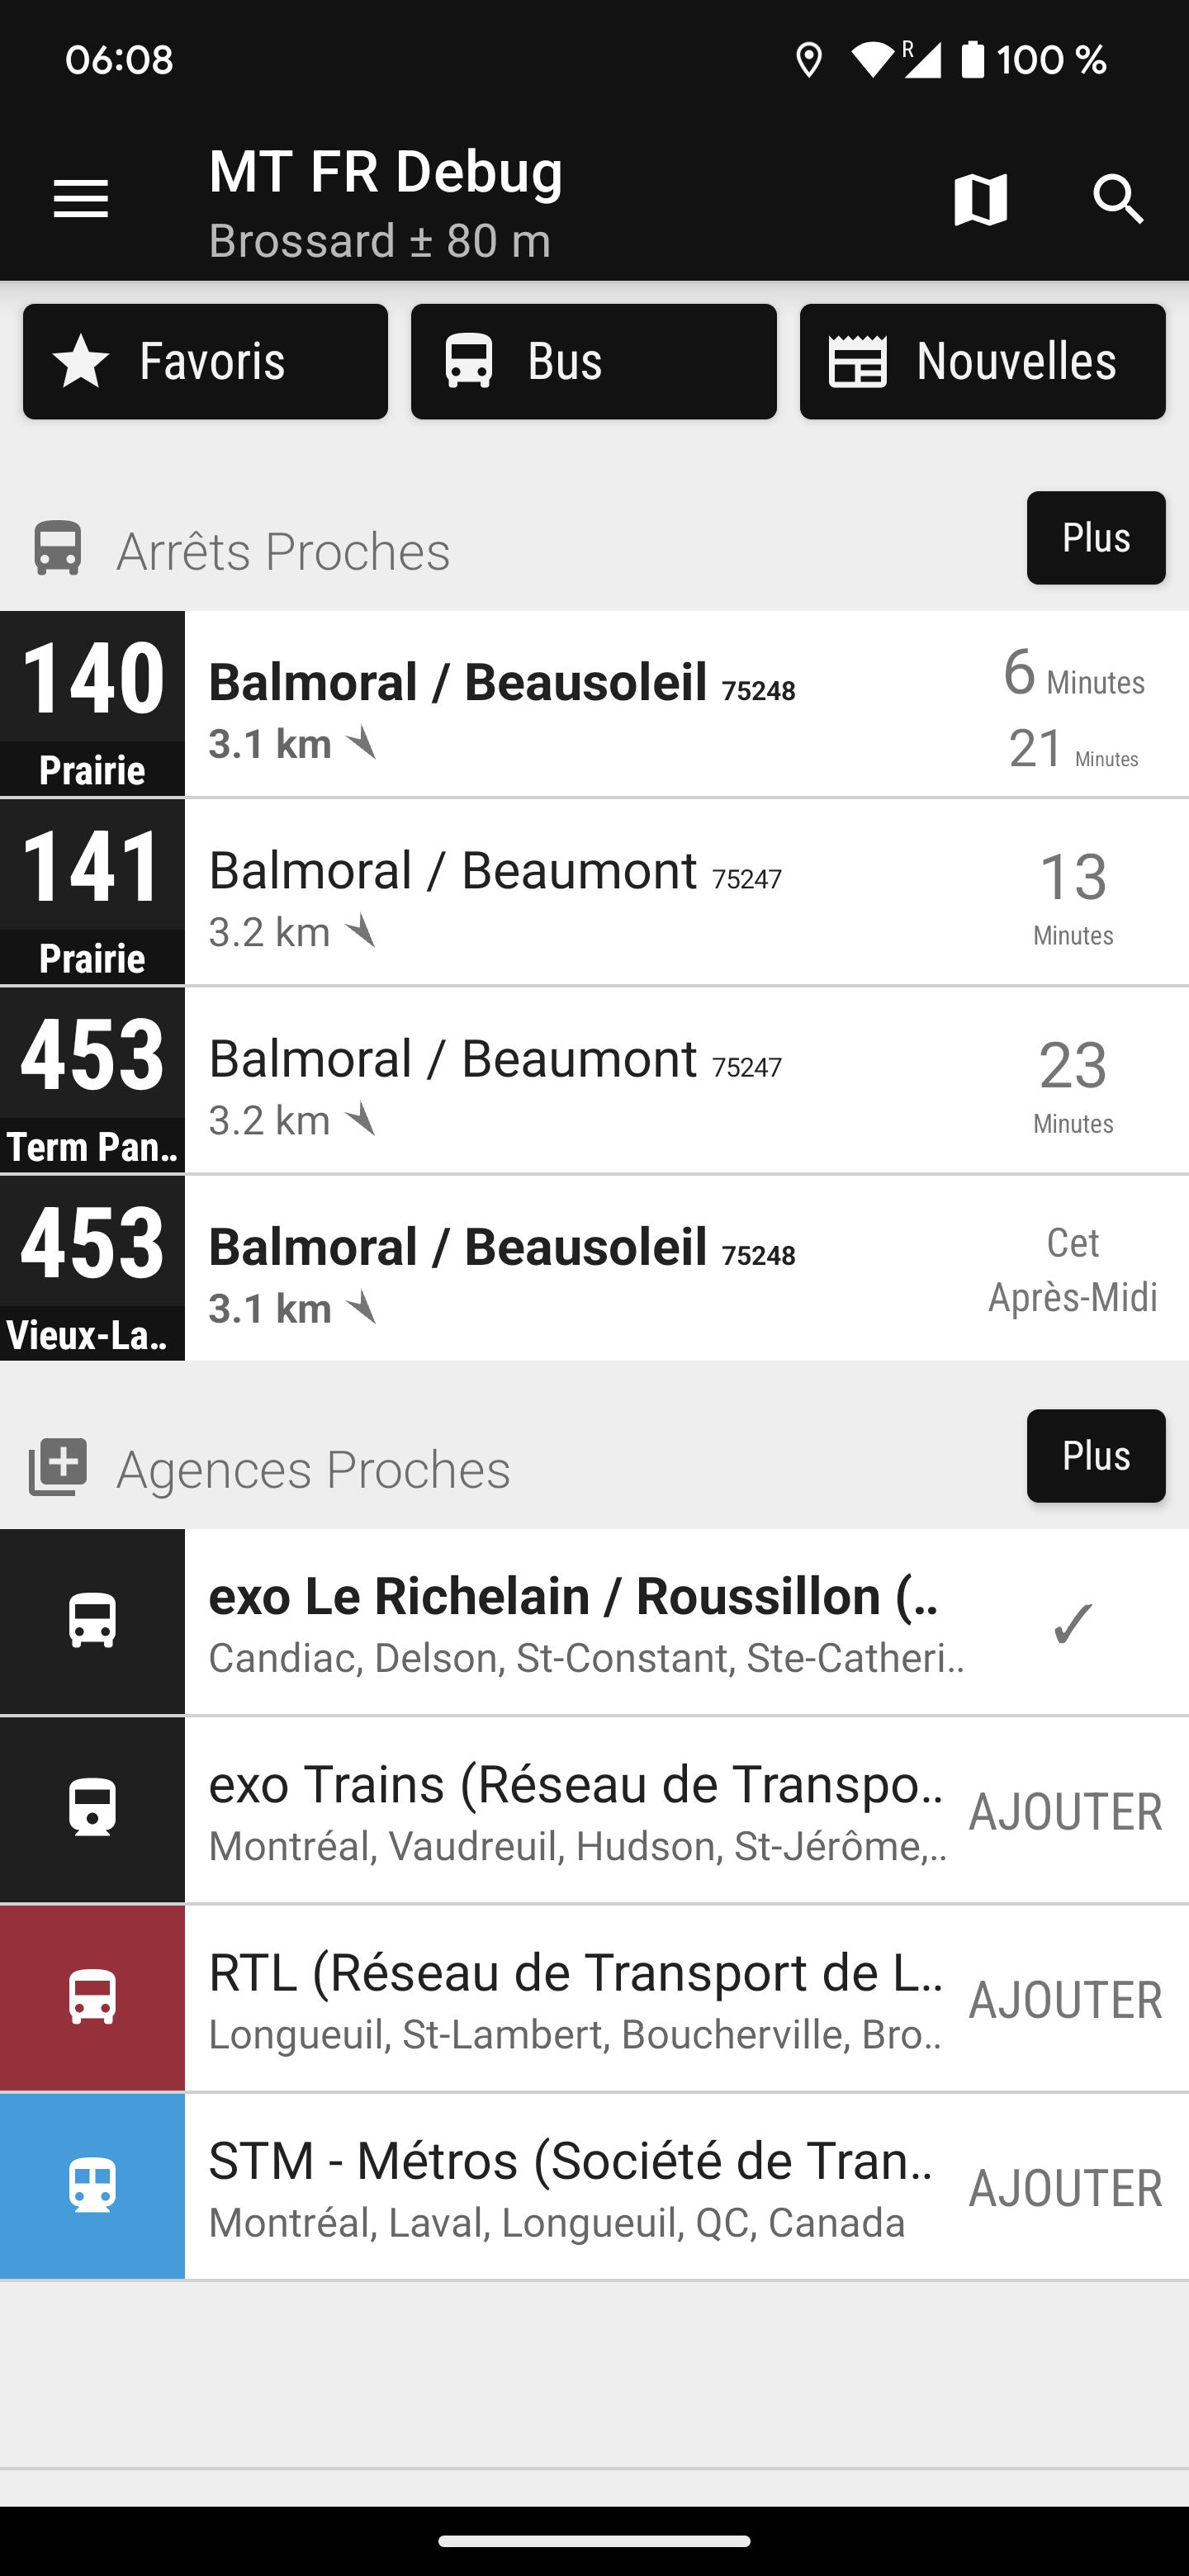 06:08
R
100 %
MT FR Debug
Brossard ± 80 m
Favoris
Bus
Nouvelles
Arrêts Proches
Plus
140
Prairie
Balmoral / Beausoleil 75248
3.1 km
6 Minutes
21 Minutes
141
Prairie
Balmoral / Beaumont 75247
3.2 km
13
Minutes
453
Term Pan..
Balmoral / Beaumont 75247
3.2 km
23
Minutes
453
Vieux-La..
Balmoral / Beausoleil 75248
3.1 km
Cet
Après-Midi
Agences Proches
Plus
exo Le Richelain / Roussillon (..
Candiac, Delson, St-Constant, Ste-Catheri..
✓
exo Trains (Réseau de Transpo..
Montréal, Vaudreuil, Hudson, St-Jérôme,..
AJOUTER
RTL (Réseau de Transport de L..
Longueuil, St-Lambert, Boucherville, Bro..
AJOUTER
STM - Métros (Société de Tran..
Montréal, Laval, Longueuil, QC, Canada
AJOUTER